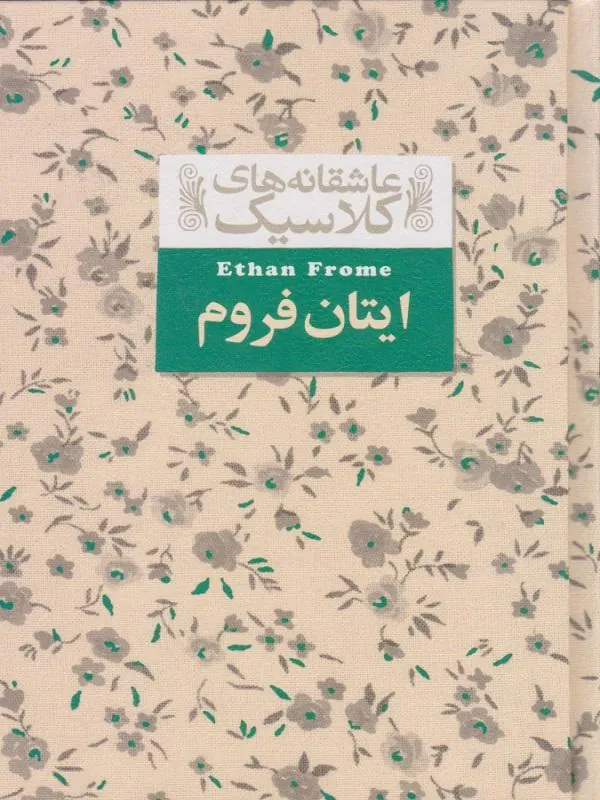 عاشقانه‌های
کلاسیک
Ethan Frome
ایتان فروم